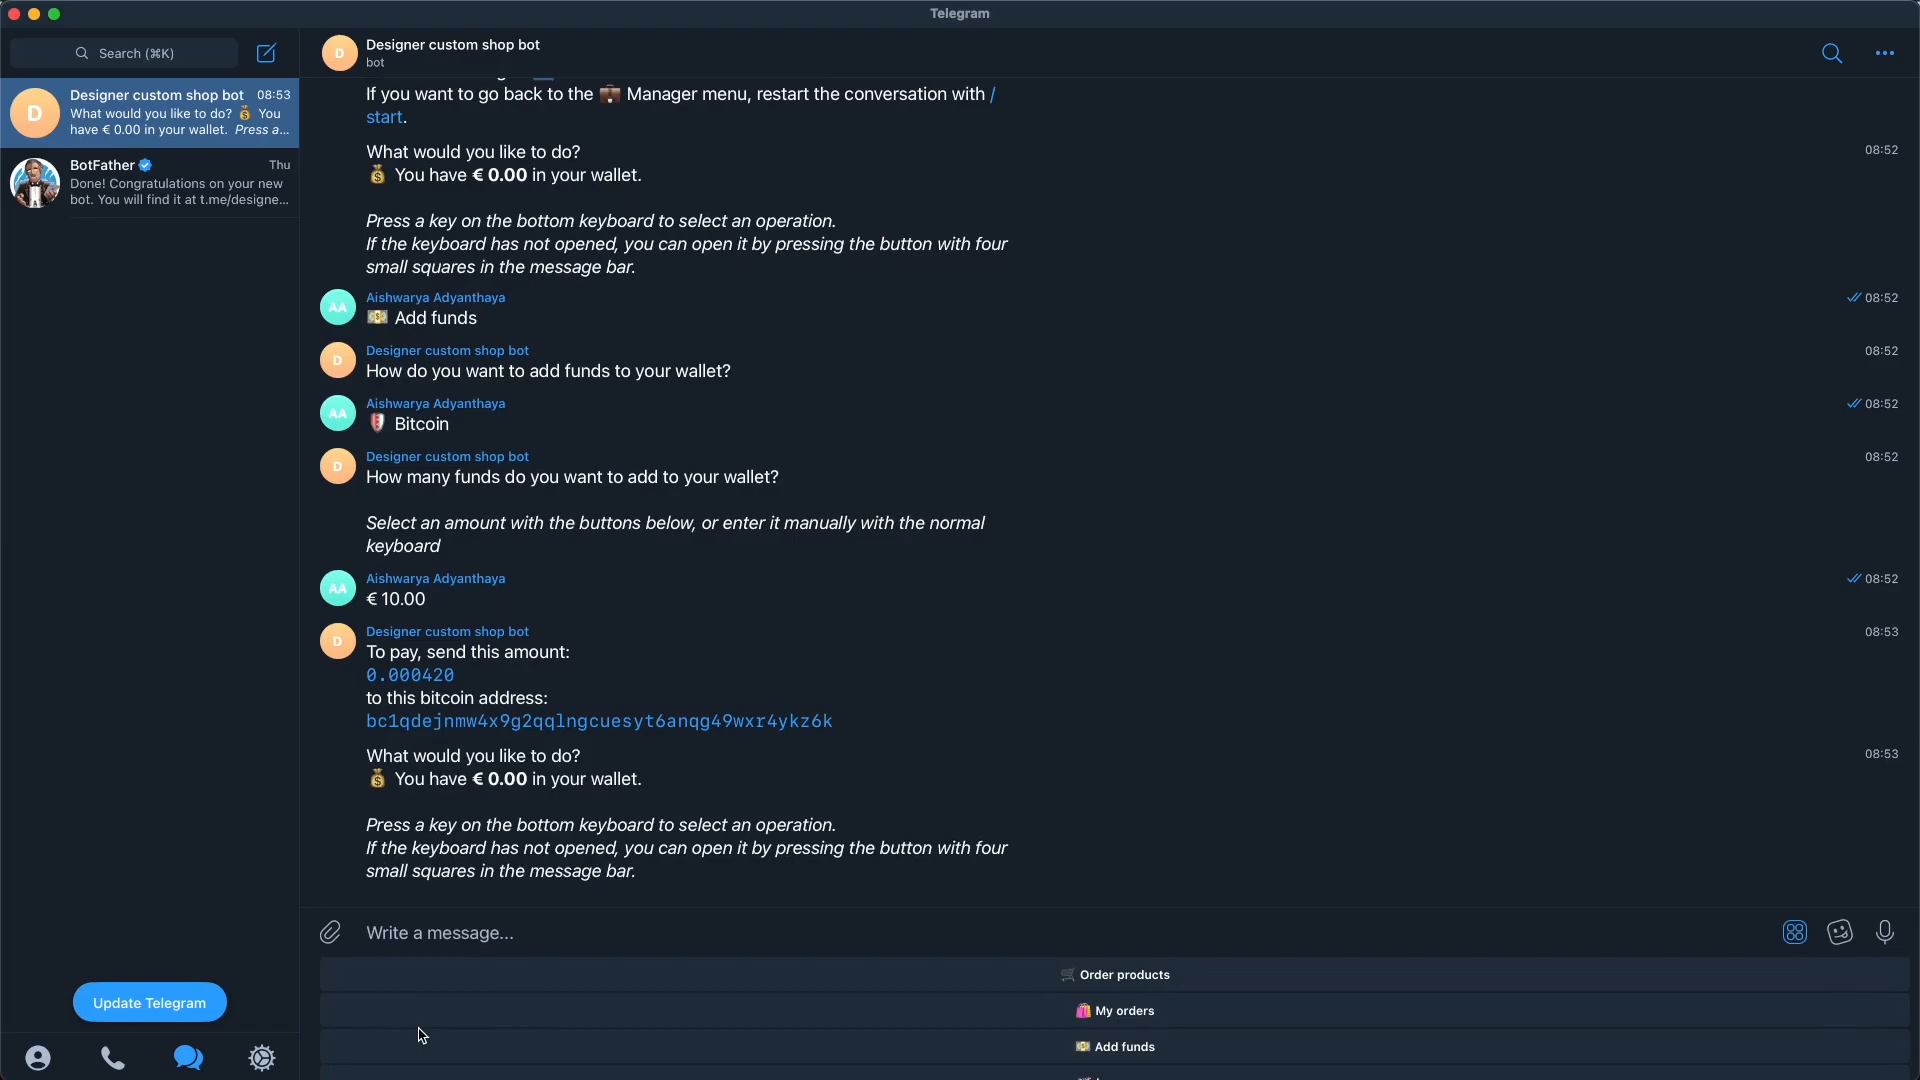 Telegram
Search (⌘K)
Designer custom shop bot 08:53
What would you like to do? 💰 You
have € 0.00 in your wallet. Press a...
BotFather Thu
Done! Congratulations on your new
bot. You will find it at t.me/designe...
Update Telegram
D
Designer custom shop bot
bot
If you want to go back to the 💼 Manager menu, restart the conversation with /
start.
What would you like to do? 08:52
💰 You have € 0.00 in your wallet.
Press a key on the bottom keyboard to select an operation.
If the keyboard has not opened, you can open it by pressing the button with four
small squares in the message bar.
AA
Aishwarya Adyanthaya 08:52
💵 Add funds
D
Designer custom shop bot 08:52
How do you want to add funds to your wallet?
AA
Aishwarya Adyanthaya 08:52
Bitcoin
D
Designer custom shop bot 08:52
How many funds do you want to add to your wallet?
Select an amount with the buttons below, or enter it manually with the normal
keyboard
AA
Aishwarya Adyanthaya 08:52
€ 10.00
D
Designer custom shop bot 08:53
To pay, send this amount:
0.000420
to this bitcoin address:
bc1qdejnmw4x9g2qqlngcuesyt6anqg49wxr4ykz6k
What would you like to do? 08:53
💰 You have € 0.00 in your wallet.
Press a key on the bottom keyboard to select an operation.
If the keyboard has not opened, you can open it by pressing the button with four
small squares in the message bar.
Write a message...
🛒 Order products
🛍 My orders
💵 Add funds